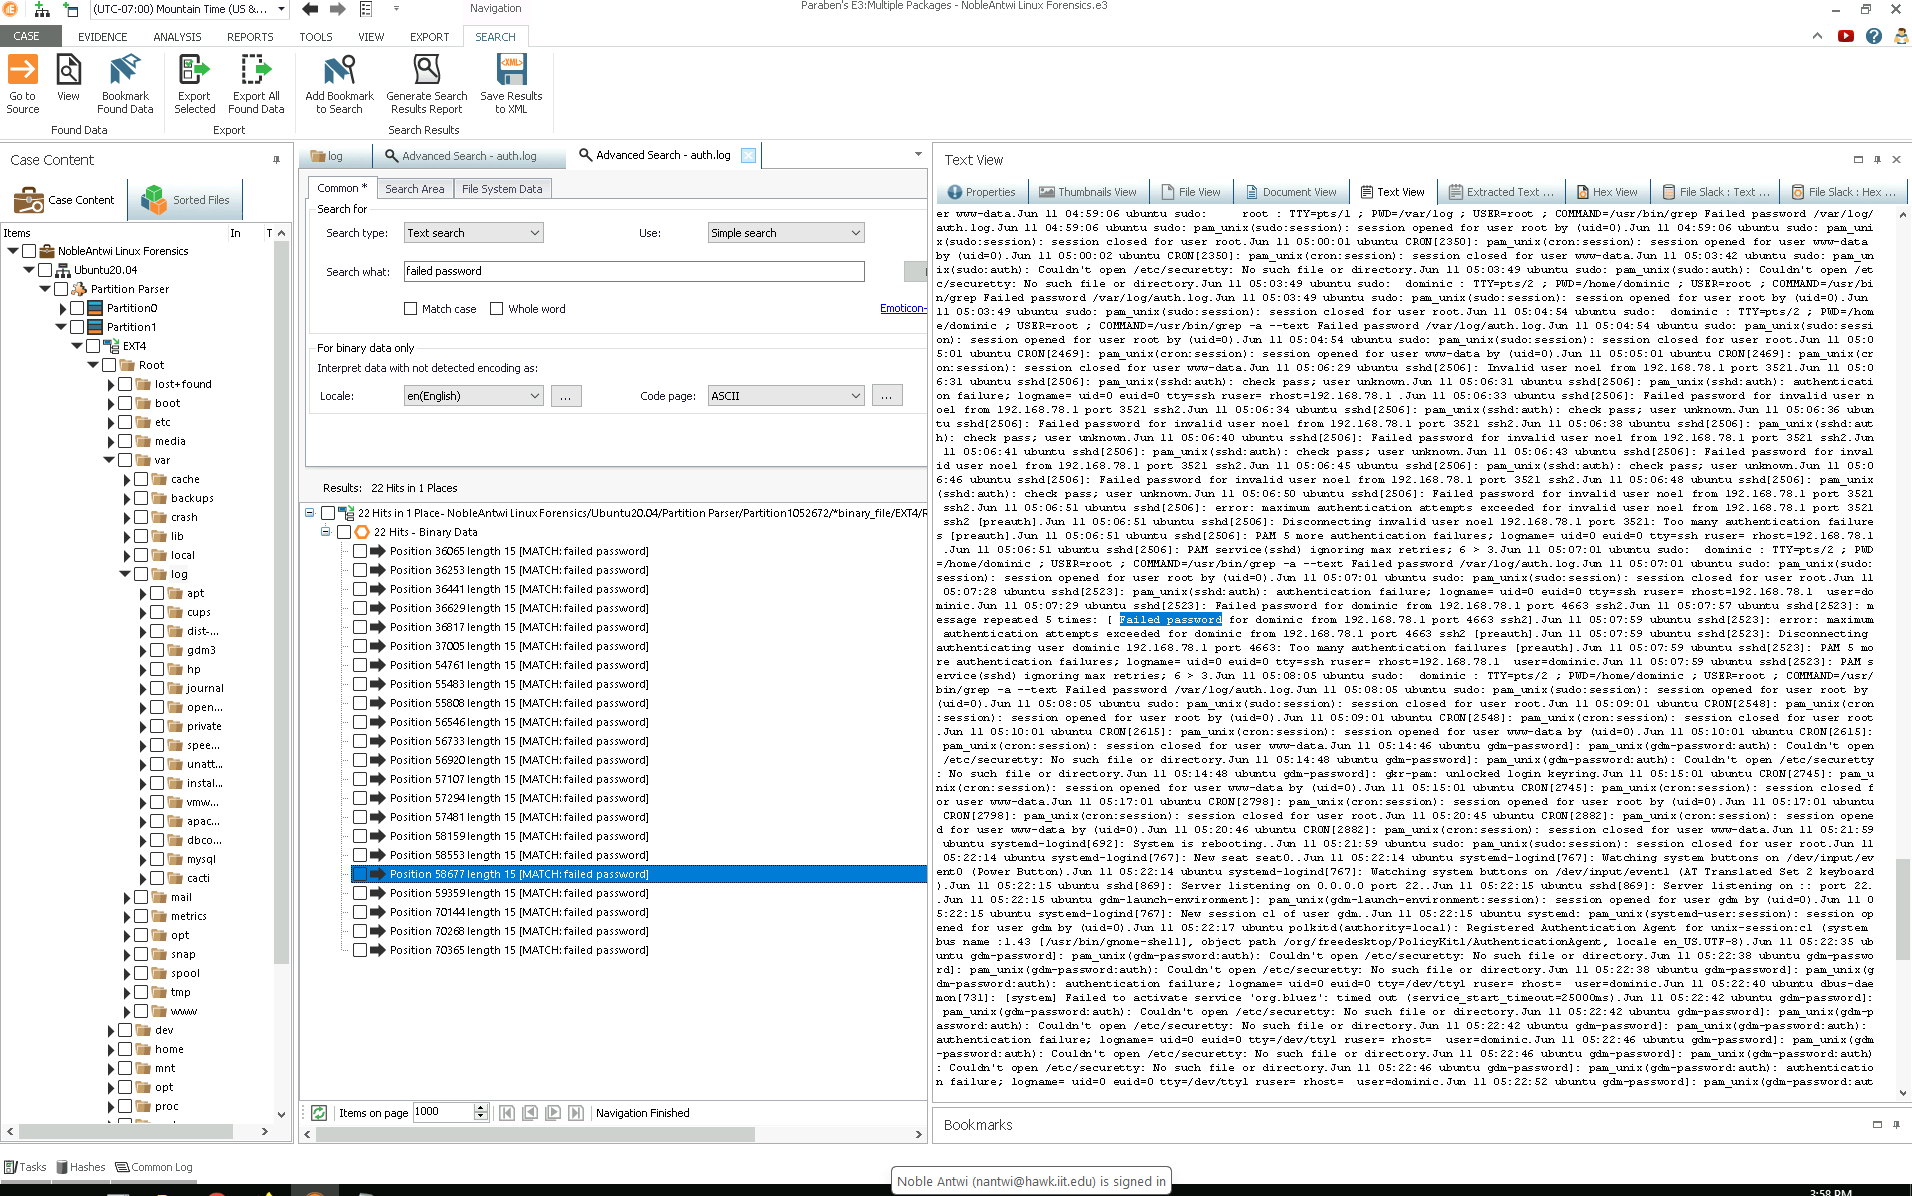 (UTC-07:00) Mountain Time (US &...
Navigation
Paraben's E3:Multiple Packages - NobleAntwi Linux Forensics.e3
CASE
EVIDENCE
ANALYSIS
REPORTS
TOOLS
VIEW
EXPORT
SEARCH
Go to Source
View
Bookmark Found Data
Export Selected
Export All Found Data
Add Bookmark to Search
Generate Search Results Report
Save Results to XML
Found Data
Export
Search Results
Case Content
Case Content
Sorted Files
Items
In
T
NobleAntwi Linux Forensics
Ubuntu20.04
Partition Parser
Partition0
Partition1
EXT4
Root
lost+found
boot
etc
media
var
cache
backups
crash
lib
local
log
apt
cups
dist-...
gdm3
hp
journal
open...
private
spee...
unatt...
instal...
vmw...
apac...
dbco...
mysql
cacti
mail
metrics
opt
snap
spool
tmp
www
dev
home
mnt
opt
proc
log
Advanced Search - auth.log
Advanced Search - auth.log
Common *
Search Area
File System Data
Search for
Search type:
Text search
Use:
Simple search
Search what:
failed password
Match case
Whole word
Emoticon-
For binary data only
Interpret data with not detected encoding as:
Locale:
en(English)
...
Code page:
ASCII
...
Results: 22 Hits in 1 Places
22 Hits in 1 Place- NobleAntwi Linux Forensics/Ubuntu20.04/Partition Parser/Partition1052672/*binary_file/EXT4/R
22 Hits - Binary Data
Position 36065 length 15 [MATCH: failed password]
Position 36253 length 15 [MATCH: failed password]
Position 36441 length 15 [MATCH: failed password]
Position 36629 length 15 [MATCH: failed password]
Position 36817 length 15 [MATCH: failed password]
Position 37005 length 15 [MATCH: failed password]
Position 54761 length 15 [MATCH: failed password]
Position 55483 length 15 [MATCH: failed password]
Position 55808 length 15 [MATCH: failed password]
Position 56546 length 15 [MATCH: failed password]
Position 56733 length 15 [MATCH: failed password]
Position 56920 length 15 [MATCH: failed password]
Position 57107 length 15 [MATCH: failed password]
Position 57294 length 15 [MATCH: failed password]
Position 57481 length 15 [MATCH: failed password]
Position 58159 length 15 [MATCH: failed password]
Position 58553 length 15 [MATCH: failed password]
Position 58677 length 15 [MATCH: failed password]
Position 59359 length 15 [MATCH: failed password]
Position 70144 length 15 [MATCH: failed password]
Position 70268 length 15 [MATCH: failed password]
Position 70365 length 15 [MATCH: failed password]
Items on page 1000
Navigation Finished
Text View
Properties
Thumbnails View
File View
Document View
Text View
Extracted Text ...
Hex View
File Slack : Text ...
File Slack : Hex ...
er www-data.Jun 11 04:59:06 ubuntu sudo:     root : TTY=pts/1 ; PWD=/var/log ; USER=root ; COMMAND=/usr/bin/grep Failed password /var/log/
auth.log.Jun 11 04:59:06 ubuntu sudo: pam_unix(sudo:session): session opened for user root by (uid=0).Jun 11 04:59:06 ubuntu sudo: pam_uni
x(sudo:session): session closed for user root.Jun 11 05:00:01 ubuntu CRON[2350]: pam_unix(cron:session): session opened for user www-data
by (uid=0).Jun 11 05:00:02 ubuntu CRON[2350]: pam_unix(cron:session): session closed for user www-data.Jun 11 05:03:42 ubuntu sudo: pam_un
ix(sudo:auth): Couldn't open /etc/securetty: No such file or directory.Jun 11 05:03:49 ubuntu sudo: pam_unix(sudo:auth): Couldn't open /et
c/securetty: No such file or directory.Jun 11 05:03:49 ubuntu sudo:  dominic : TTY=pts/2 ; PWD=/home/dominic ; USER=root ; COMMAND=/usr/bi
n/grep Failed password /var/log/auth.log.Jun 11 05:03:49 ubuntu sudo: pam_unix(sudo:session): session opened for user root by (uid=0).Jun
11 05:03:49 ubuntu sudo: pam_unix(sudo:session): session closed for user root.Jun 11 05:04:54 ubuntu sudo:  dominic : TTY=pts/2 ; PWD=/hom
e/dominic ; USER=root ; COMMAND=/usr/bin/grep -a --text Failed password /var/log/auth.log.Jun 11 05:04:54 ubuntu sudo: pam_unix(sudo:sessi
on): session opened for user root by (uid=0).Jun 11 05:04:54 ubuntu sudo: pam_unix(sudo:session): session closed for user root.Jun 11 05:0
5:01 ubuntu CRON[2469]: pam_unix(cron:session): session opened for user www-data by (uid=0).Jun 11 05:05:01 ubuntu CRON[2469]: pam_unix(cr
on:session): session closed for user www-data.Jun 11 05:06:29 ubuntu sshd[2506]: Invalid user noel from 192.168.78.1 port 3521.Jun 11 05:0
6:31 ubuntu sshd[2506]: pam_unix(sshd:auth): check pass; user unknown.Jun 11 05:06:31 ubuntu sshd[2506]: pam_unix(sshd:auth): authenticati
on failure; logname= uid=0 euid=0 tty=ssh ruser= rhost=192.168.78.1 .Jun 11 05:06:33 ubuntu sshd[2506]: Failed password for invalid user n
oel from 192.168.78.1 port 3521 ssh2.Jun 11 05:06:34 ubuntu sshd[2506]: pam_unix(sshd:auth): check pass; user unknown.Jun 11 05:06:36 ubun
tu sshd[2506]: Failed password for invalid user noel from 192.168.78.1 port 3521 ssh2.Jun 11 05:06:38 ubuntu sshd[2506]: pam_unix(sshd:aut
h): check pass; user unknown.Jun 11 05:06:40 ubuntu sshd[2506]: Failed password for invalid user noel from 192.168.78.1 port 3521 ssh2.Jun
11 05:06:41 ubuntu sshd[2506]: pam_unix(sshd:auth): check pass; user unknown.Jun 11 05:06:43 ubuntu sshd[2506]: Failed password for inval
id user noel from 192.168.78.1 port 3521 ssh2.Jun 11 05:06:45 ubuntu sshd[2506]: pam_unix(sshd:auth): check pass; user unknown.Jun 11 05:0
6:46 ubuntu sshd[2506]: Failed password for invalid user noel from 192.168.78.1 port 3521 ssh2.Jun 11 05:06:48 ubuntu sshd[2506]: pam_unix
(sshd:auth): check pass; user unknown.Jun 11 05:06:50 ubuntu sshd[2506]: Failed password for invalid user noel from 192.168.78.1 port 3521
ssh2.Jun 11 05:06:51 ubuntu sshd[2506]: error: maximum authentication attempts exceeded for invalid user noel from 192.168.78.1 port 3521
ssh2 [preauth].Jun 11 05:06:51 ubuntu sshd[2506]: Disconnecting invalid user noel 192.168.78.1 port 3521: Too many authentication failure
s [preauth].Jun 11 05:06:51 ubuntu sshd[2506]: PAM 5 more authentication failures; logname= uid=0 euid=0 tty=ssh ruser= rhost=192.168.78.1
.Jun 11 05:06:51 ubuntu sshd[2506]: PAM service(sshd) ignoring max retries; 6 > 3.Jun 11 05:07:01 ubuntu sudo:  dominic : TTY=pts/2 ; PWD
=/home/dominic ; USER=root ; COMMAND=/usr/bin/grep -a --text Failed password /var/log/auth.log.Jun 11 05:07:01 ubuntu sudo: pam_unix(sudo:
session): session opened for user root by (uid=0).Jun 11 05:07:01 ubuntu sudo: pam_unix(sudo:session): session closed for user root.Jun 11
05:07:28 ubuntu sshd[2523]: pam_unix(sshd:auth): authentication failure; logname= uid=0 euid=0 tty=ssh ruser= rhost=192.168.78.1  user=do
minic.Jun 11 05:07:29 ubuntu sshd[2523]: Failed password for dominic from 192.168.78.1 port 4663 ssh2.Jun 11 05:07:57 ubuntu sshd[2523]: m
essage repeated 5 times: [ Failed password for dominic from 192.168.78.1 port 4663 ssh2].Jun 11 05:07:59 ubuntu sshd[2523]: error: maximum
authentication attempts exceeded for dominic from 192.168.78.1 port 4663 ssh2 [preauth].Jun 11 05:07:59 ubuntu sshd[2523]: Disconnecting
authenticating user dominic 192.168.78.1 port 4663: Too many authentication failures [preauth].Jun 11 05:07:59 ubuntu sshd[2523]: PAM 5 mo
re authentication failures; logname= uid=0 euid=0 tty=ssh ruser= rhost=192.168.78.1  user=dominic.Jun 11 05:07:59 ubuntu sshd[2523]: PAM s
ervice(sshd) ignoring max retries; 6 > 3.Jun 11 05:08:05 ubuntu sudo:  dominic : TTY=pts/2 ; PWD=/home/dominic ; USER=root ; COMMAND=/usr/
bin/grep -a --text Failed password /var/log/auth.log.Jun 11 05:08:05 ubuntu sudo: pam_unix(sudo:session): session opened for user root by
(uid=0).Jun 11 05:08:05 ubuntu sudo: pam_unix(sudo:session): session closed for user root.Jun 11 05:09:01 ubuntu CRON[2548]: pam_unix(cron
:session): session opened for user root by (uid=0).Jun 11 05:09:01 ubuntu CRON[2548]: pam_unix(cron:session): session closed for user root
.Jun 11 05:10:01 ubuntu CRON[2615]: pam_unix(cron:session): session opened for user www-data by (uid=0).Jun 11 05:10:01 ubuntu CRON[2615]:
pam_unix(cron:session): session closed for user www-data.Jun 11 05:14:46 ubuntu gdm-password]: pam_unix(gdm-password:auth): Couldn't open
/etc/securetty: No such file or directory.Jun 11 05:14:48 ubuntu gdm-password]: pam_unix(gdm-password:auth): Couldn't open /etc/securetty
: No such file or directory.Jun 11 05:14:48 ubuntu gdm-password]: gkr-pam: unlocked login keyring.Jun 11 05:15:01 ubuntu CRON[2745]: pam_u
nix(cron:session): session opened for user www-data by (uid=0).Jun 11 05:15:01 ubuntu CRON[2745]: pam_unix(cron:session): session closed f
or user www-data.Jun 11 05:17:01 ubuntu CRON[2798]: pam_unix(cron:session): session opened for user root by (uid=0).Jun 11 05:17:01 ubuntu
CRON[2798]: pam_unix(cron:session): session closed for user root.Jun 11 05:20:45 ubuntu CRON[2882]: pam_unix(cron:session): session opene
d for user www-data by (uid=0).Jun 11 05:20:46 ubuntu CRON[2882]: pam_unix(cron:session): session closed for user www-data.Jun 11 05:21:59
ubuntu systemd-logind[692]: System is rebooting..Jun 11 05:21:59 ubuntu sudo: pam_unix(sudo:session): session closed for user root.Jun 11
05:22:14 ubuntu systemd-logind[767]: New seat seat0..Jun 11 05:22:14 ubuntu systemd-logind[767]: Watching system buttons on /dev/input/ev
ent0 (Power Button).Jun 11 05:22:14 ubuntu systemd-logind[767]: Watching system buttons on /dev/input/event1 (AT Translated Set 2 keyboard
).Jun 11 05:22:15 ubuntu sshd[869]: Server listening on 0.0.0.0 port 22..Jun 11 05:22:15 ubuntu sshd[869]: Server listening on :: port 22.
.Jun 11 05:22:15 ubuntu gdm-launch-environment]: pam_unix(gdm-launch-environment:session): session opened for user gdm by (uid=0).Jun 11 0
5:22:15 ubuntu systemd-logind[767]: New session c1 of user gdm..Jun 11 05:22:15 ubuntu systemd: pam_unix(systemd-user:session): session op
ened for user gdm by (uid=0).Jun 11 05:22:17 ubuntu polkitd(authority=local): Registered Authentication Agent for unix-session:c1 (system
bus name :1.43 [/usr/bin/gnome-shell], object path /org/freedesktop/PolicyKit1/AuthenticationAgent, locale en_US.UTF-8).Jun 11 05:22:35 ub
untu gdm-password]: pam_unix(gdm-password:auth): Couldn't open /etc/securetty: No such file or directory.Jun 11 05:22:38 ubuntu gdm-passwo
rd]: pam_unix(gdm-password:auth): Couldn't open /etc/securetty: No such file or directory.Jun 11 05:22:38 ubuntu gdm-password]: pam_unix(g
dm-password:auth): authentication failure; logname= uid=0 euid=0 tty=/dev/tty1 ruser= rhost=  user=dominic.Jun 11 05:22:40 ubuntu dbus-dae
mon[731]: [system] Failed to activate service 'org.bluez': timed out (service_start_timeout=25000ms).Jun 11 05:22:42 ubuntu gdm-password]:
pam_unix(gdm-password:auth): Couldn't open /etc/securetty: No such file or directory.Jun 11 05:22:42 ubuntu gdm-password]: pam_unix(gdm-p
assword:auth): Couldn't open /etc/securetty: No such file or directory.Jun 11 05:22:42 ubuntu gdm-password]: pam_unix(gdm-password:auth):
authentication failure; logname= uid=0 euid=0 tty=/dev/tty1 ruser= rhost=  user=dominic.Jun 11 05:22:46 ubuntu gdm-password]: pam_unix(gdm
-password:auth): Couldn't open /etc/securetty: No such file or directory.Jun 11 05:22:46 ubuntu gdm-password]: pam_unix(gdm-password:auth)
: Couldn't open /etc/securetty: No such file or directory.Jun 11 05:22:46 ubuntu gdm-password]: pam_unix(gdm-password:auth): authenticatio
n failure; logname= uid=0 euid=0 tty=/dev/tty1 ruser= rhost=  user=dominic.Jun 11 05:22:52 ubuntu gdm-password]: pam_unix(gdm-password:aut
Bookmarks
Tasks
Hashes
Common Log
Noble Antwi (nantwi@hawk.iit.edu) is signed in
3:58 PM